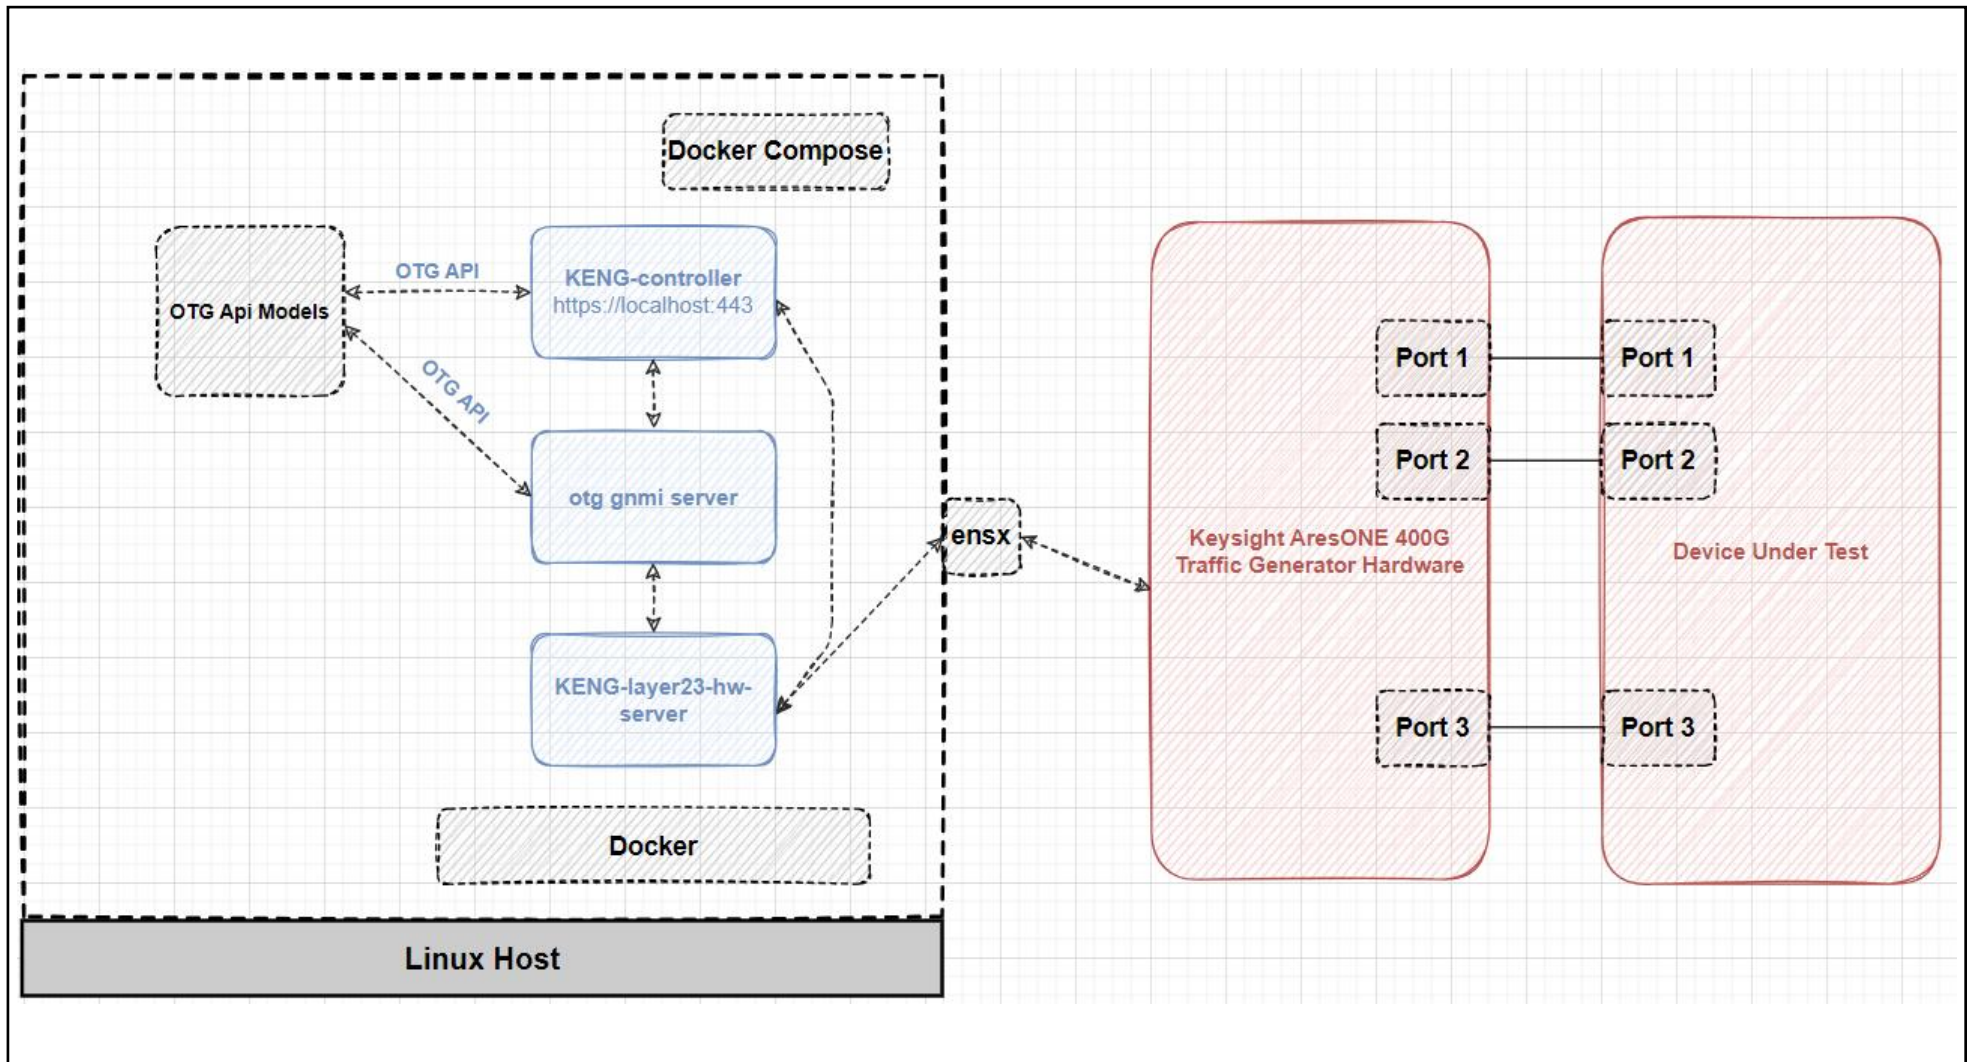 Docker Compose
OTG Api Models
OTG API
OTG API
KENG-controller
https://localhost:443
otg gnmi server
KENG-layer23-hw-
server
Docker
Linux Host
ensx
Keysight AresONE 400G
Traffic Generator Hardware
Port 1
Port 2
Port 3
Device Under Test
Port 1
Port 2
Port 3